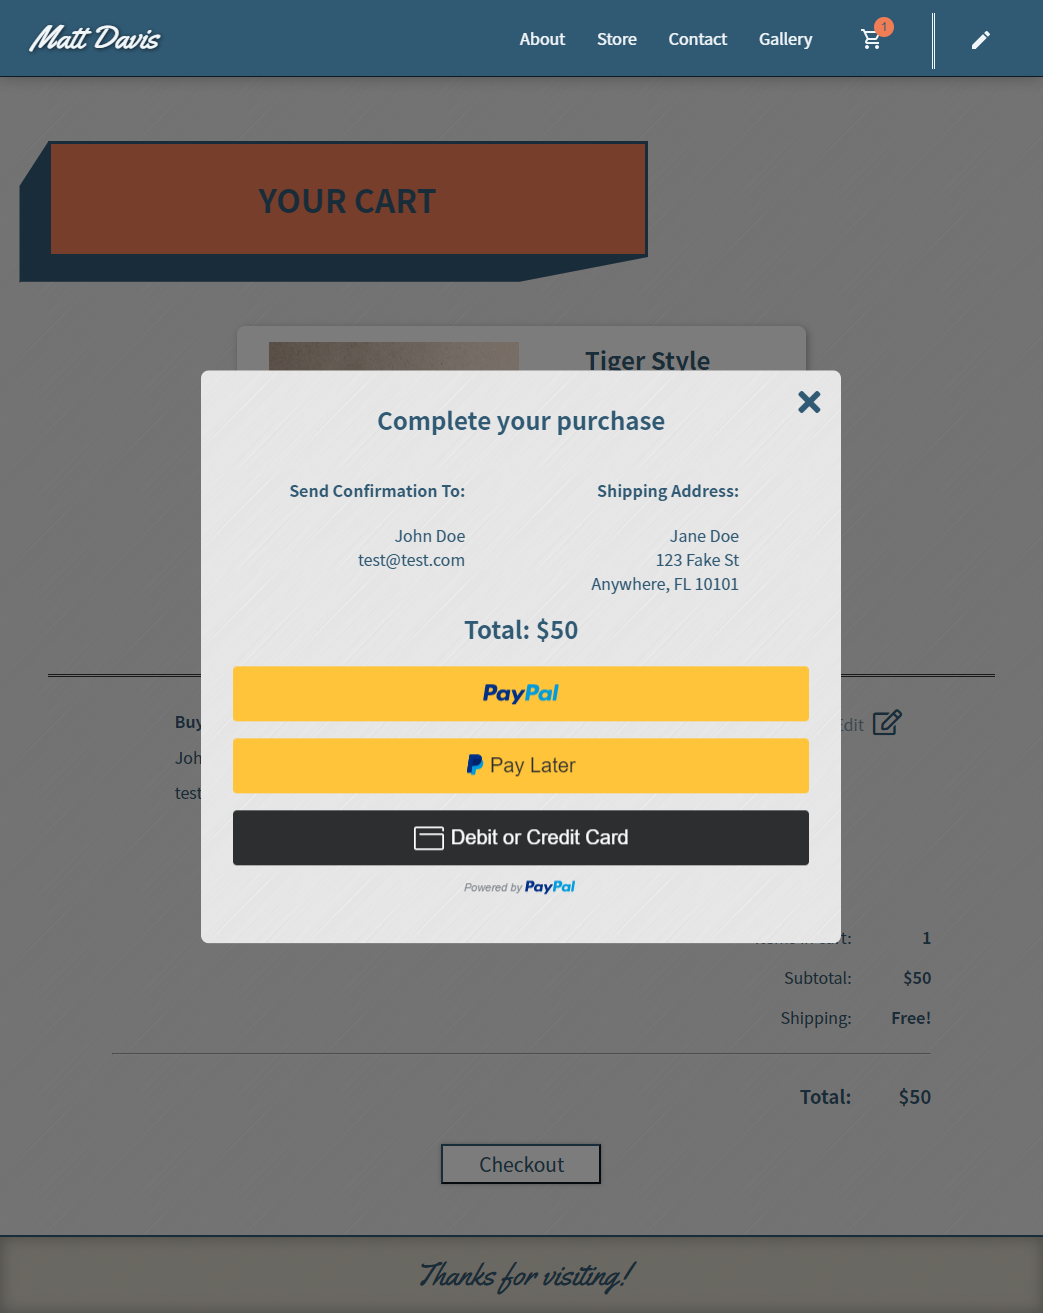 Matt Davis
About Store Contact Gallery 1
YOUR CART
Tiger Style
Complete your purchase
Send Confirmation To: Shipping Address:
John Doe Jane Doe
test@test.com 123 Fake St
Anywhere, FL 10101
Total: $50
PayPal
Buy Edit
Pay Later
Joh
test
Debit or Credit Card
Powered by PayPal
1
Subtotal: $50
Shipping: Free!
Total: $50
Checkout
Thanks for visiting!